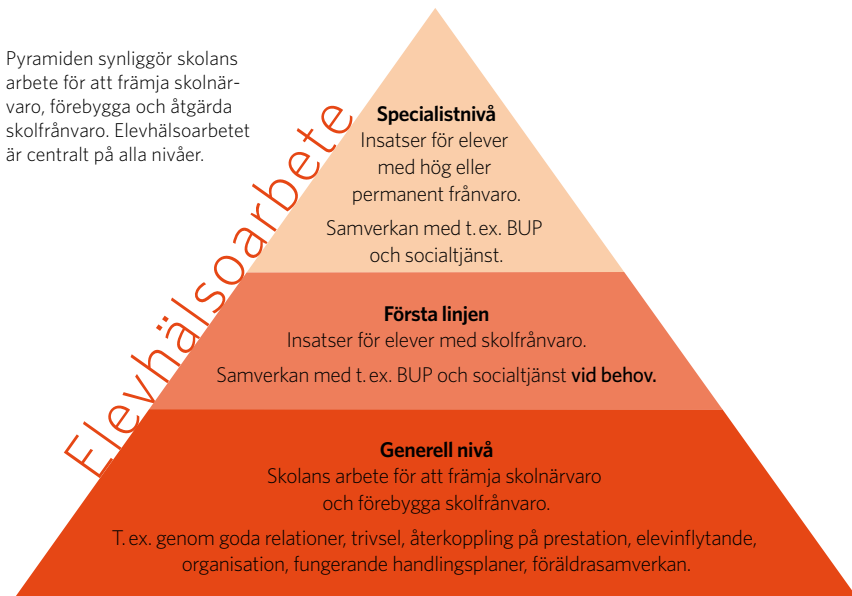 Pyramiden synliggör skolans
arbete för att främja skolnär-
varo, förebygga och åtgärda
skolfrånvaro. Elevhälsoarbetet
är centralt på alla nivåer.
Elevhälsoarbete
Specialistnivå
Insatser för elever
med hög eller
permanent frånvaro.
Samverkan med t. ex. BUP
och socialtjänst.
Första linjen
Insatser för elever med skolfrånvaro.
Samverkan med t. ex. BUP och socialtjänst vid behov.
Generell nivå
Skolans arbete för att främja skolnärvaro
och förebygga skolfrånvaro.
T. ex. genom goda relationer, trivsel, återkoppling på prestation, elevinflytande,
organisation, fungerande handlingsplaner, föräldrasamverkan.